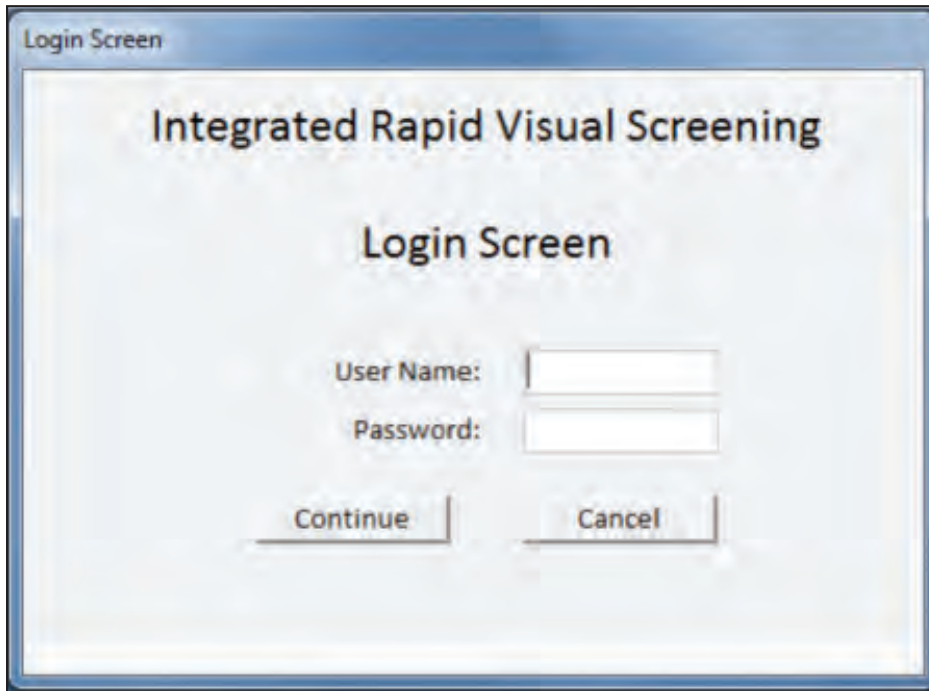 Login Screen
Integrated Rapid Visual Screening
Login Screen
User Name:
Password:
Continue Cancel